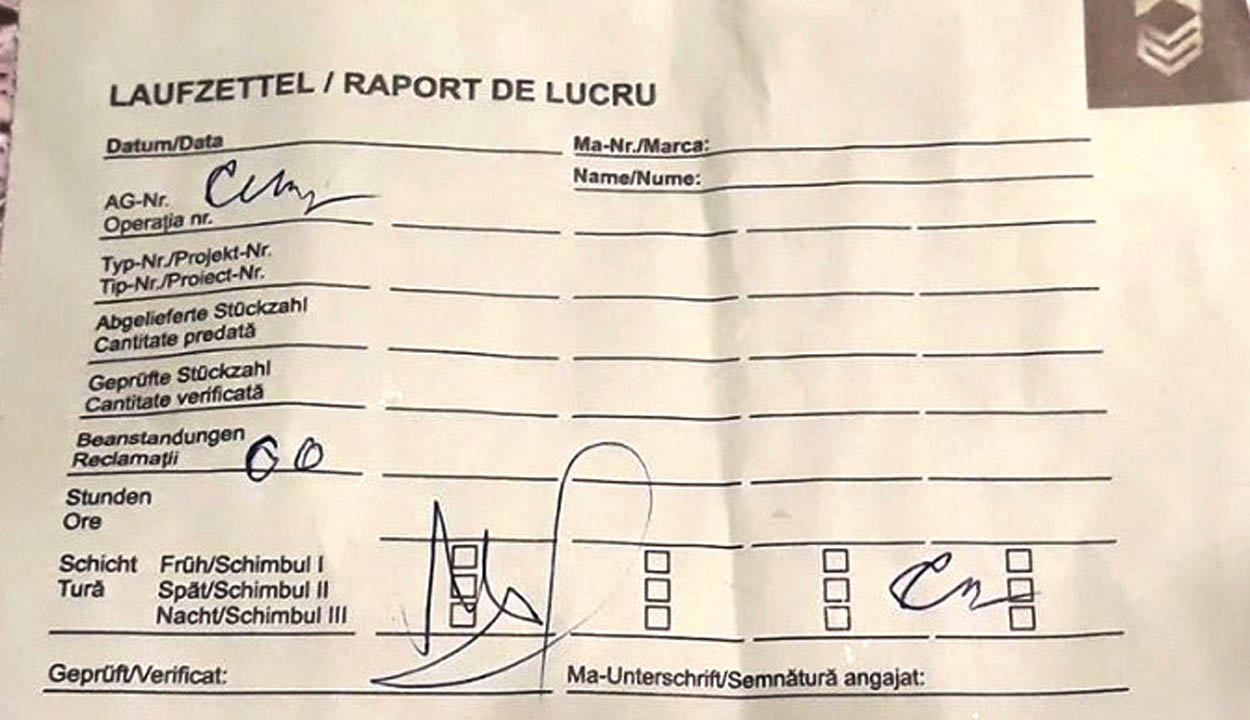 LAUFZETTEL / RAPORT DE LUCRU
Datum/Data
Ma-Nr./Marca:
Name/Nume:
AG-Nr.
Operația nr.
Typ-Nr./Projekt-Nr.
Tip-Nr./Proiect-Nr.
Abgelieferte Stückzahl
Cantitate predată
Geprüfte Stückzahl
Cantitate verificată
Beanstandungen
Reclamații
Stunden
Ore
Schicht Früh/Schimbul I
Tură Spät/Schimbul II
Nacht/Schimbul III
Geprüft/Verificat:
Ma-Unterschrift/Semnătură angajat: